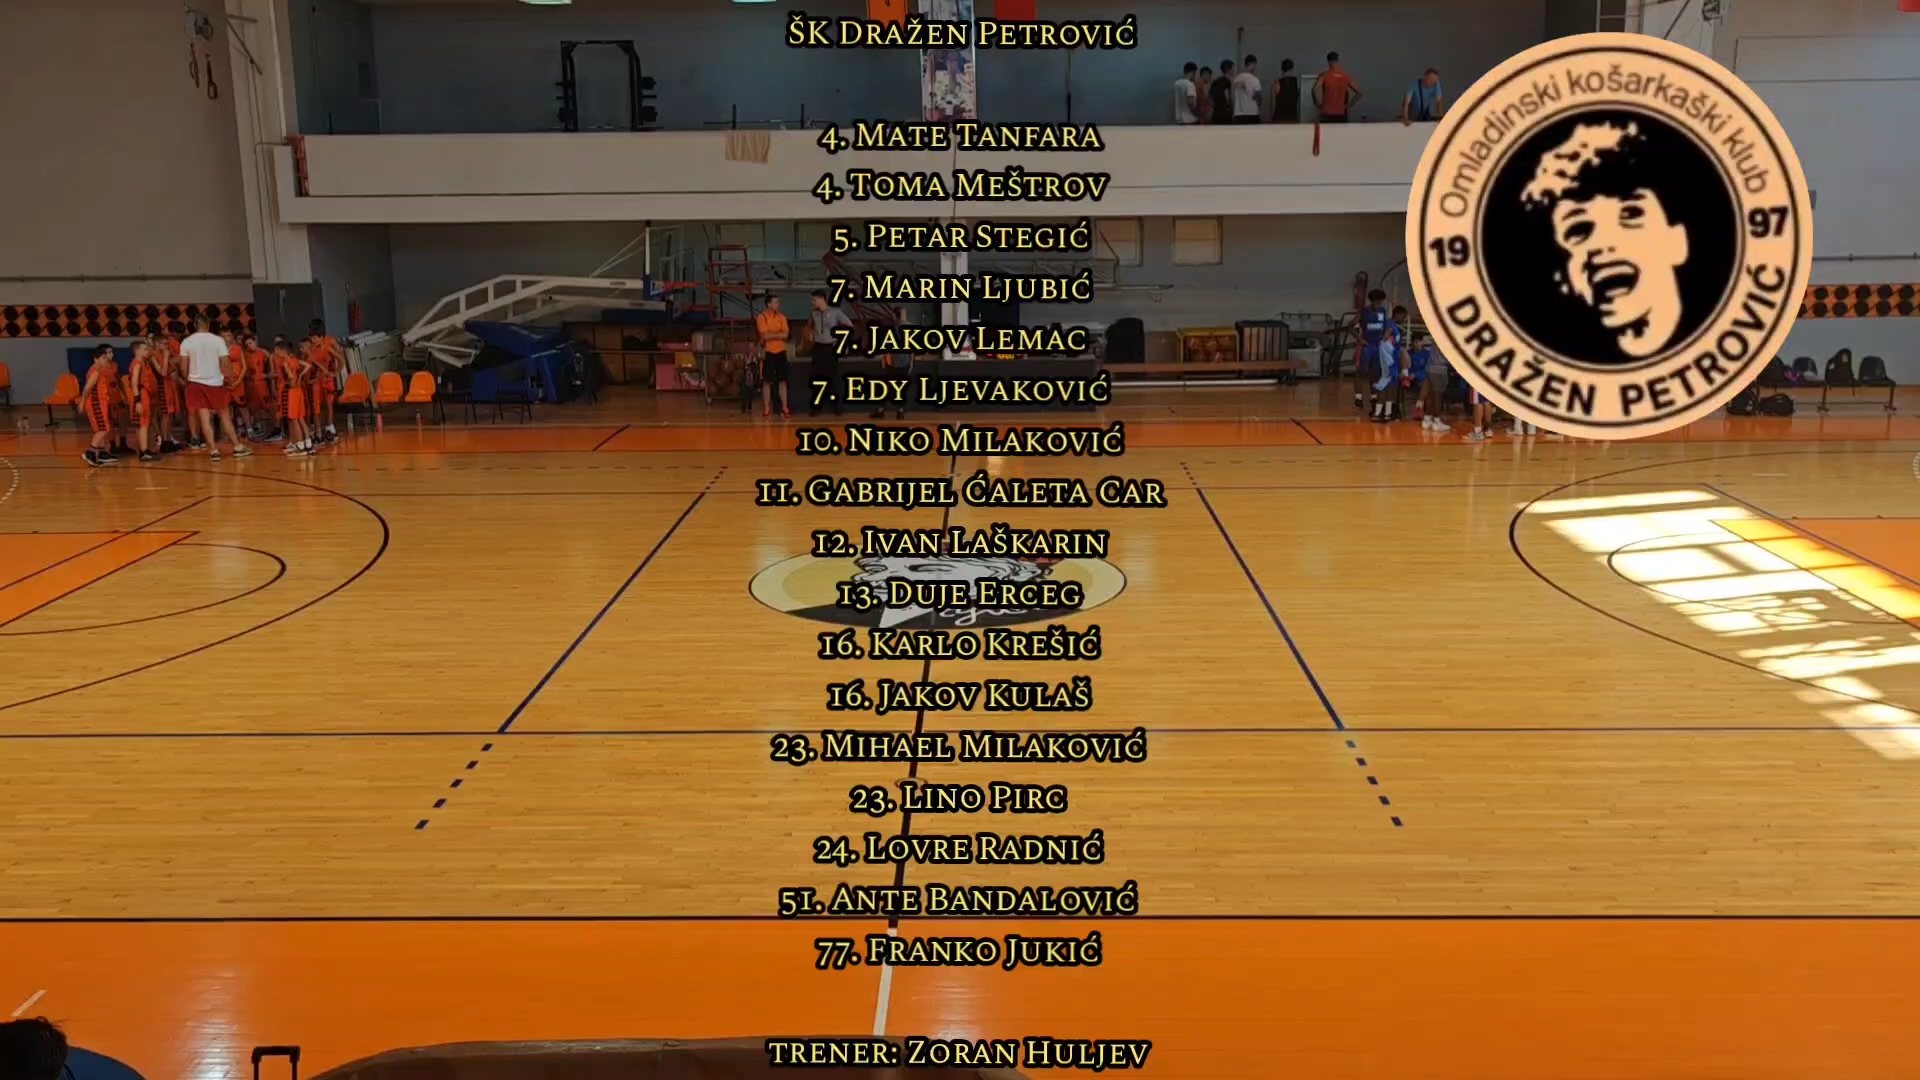 ŠK Dražen Petrović
4. Mate Tanfara
4. Toma Meštrov
5. Petar Stegić
7. Marin Ljubić
7. Jakov Lemac
7. Edy Ljevaković
10. Niko Milaković
11. Gabrijel Ćaleta Car
12. Ivan Laškarin
13. Duje Erceg
16. Karlo Krešić
16. Jakov Kulaš
23. Mihael Milaković
23. Lino Pirc
24. Lovre Radnić
51. Ante Bandalović
77. Franko Jukić
trener: Zoran Huljev
Omladinski košarkaški klub
19 97
DRAŽEN PETROVIĆ